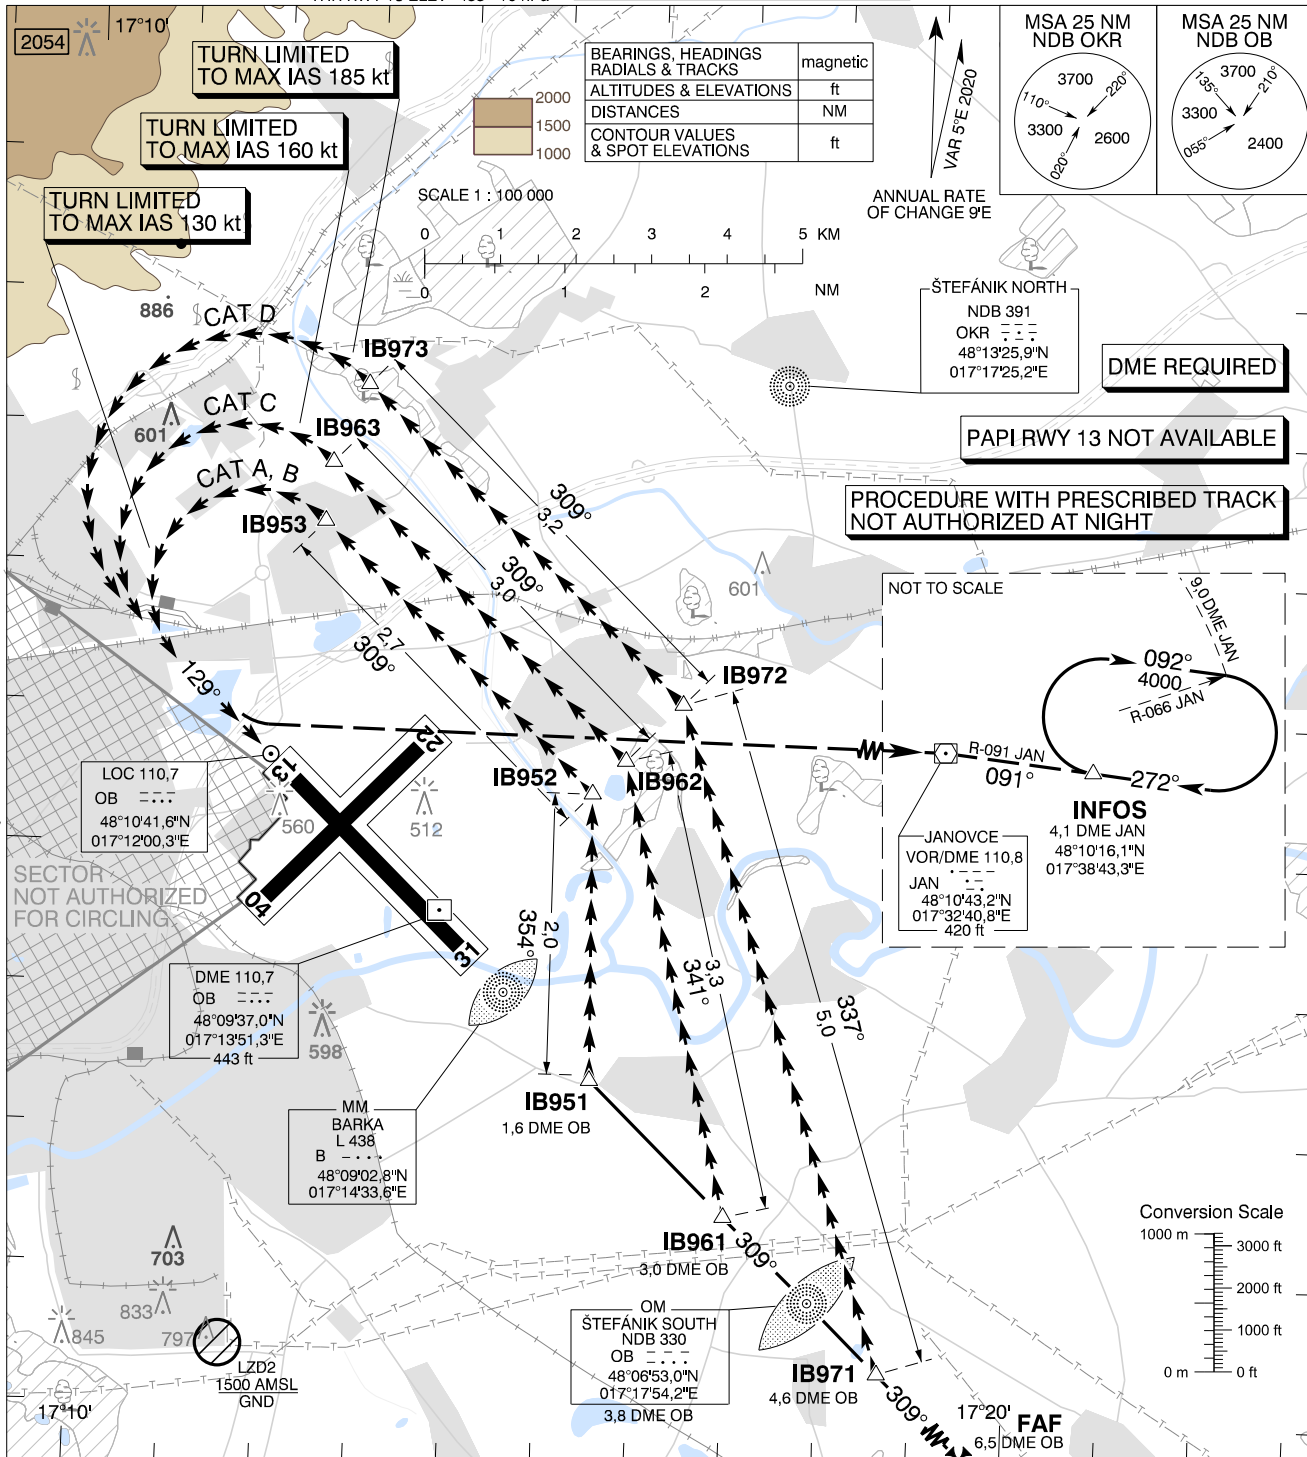 2054
17°10'
TURN LIMITED
TO MAX IAS 185 kt
TURN LIMITED
TO MAX IAS 160 kt
TURN LIMITED
TO MAX IAS 130 kt
2000
1500
1000
BEARINGS, HEADINGS
RADIALS & TRACKS
magnetic
ALTITUDES & ELEVATIONS
ft
DISTANCES
NM
CONTOUR VALUES
& SPOT ELEVATIONS
ft
SCALE 1 : 100 000
0 1 2 3 4 5 KM
0 1 2 NM
VAR 5°E 2020
ANNUAL RATE
OF CHANGE 9'E
MSA 25 NM
NDB OKR
3700
110°
220°
3300
2600
020°
MSA 25 NM
NDB OB
3700
135°
210°
3300
055°
2400
ŠTEFÁNIK NORTH
NDB 391
OKR
48°13'25,9"N
017°17'25,2"E
DME REQUIRED
PAPI RWY 13 NOT AVAILABLE
PROCEDURE WITH PRESCRIBED TRACK
NOT AUTHORIZED AT NIGHT
886
CAT D
IB973
601
CAT C
IB963
CAT A, B
IB953
309°
3,2
309°
3,0
2,7
309°
601
NOT TO SCALE
9,0 DME JAN
092°
4000
R-066 JAN
R-091 JAN
091°
272°
INFOS
4,1 DME JAN
48°10'16,1"N
017°38'43,3"E
JANOVCE
VOR/DME 110,8
JAN
48°10'43,2"N
017°32'40,8"E
420 ft
IB972
129°
IB952
IB962
LOC 110,7
OB
48°10'41,6"N
017°12'00,3"E
13
22
560
512
04
31
SECTOR
NOT AUTHORIZED
FOR CIRCLING
354°
2,0
3,3
341°
337°
5,0
DME 110,7
OB
48°09'37,0"N
017°13'51,3"E
443 ft
598
MM
BARKA
L 438
B
48°09'02,8"N
017°14'33,6"E
IB951
1,6 DME OB
IB961
3,0 DME OB
309°
703
833
845
797
LZD2
1500 AMSL
GND
17°10'
OM
ŠTEFÁNIK SOUTH
NDB 330
OB
48°06'53,0"N
017°17'54,2"E
3,8 DME OB
IB971
4,6 DME OB
309°
17°20'
FAF
6,5 DME OB
Conversion Scale
1000 m
3000 ft
2000 ft
1000 ft
0 m
0 ft